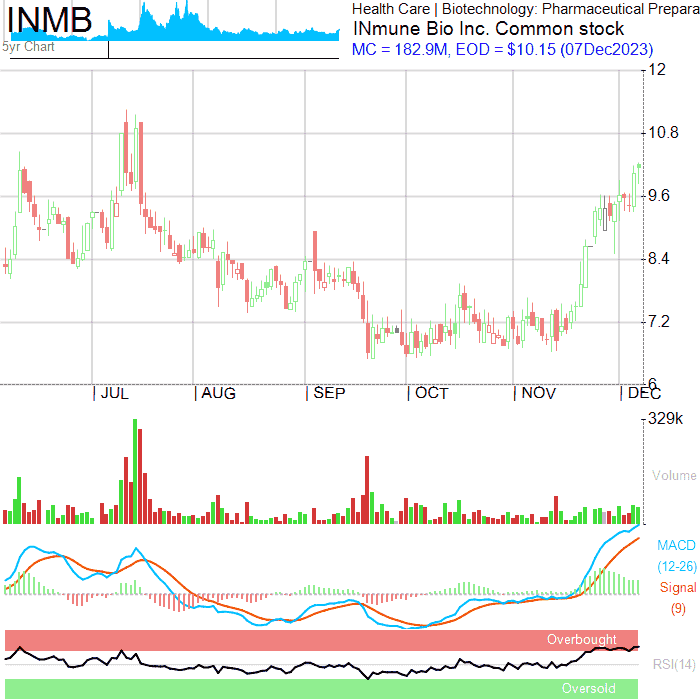 INMB
5yr Chart
Health Care | Biotechnology: Pharmaceutical Prepara
INmune Bio Inc. Common stock
MC = 182.9M, EOD = $10.15 (07Dec2023)
12
10.8
9.6
8.4
7.2
6
JUL AUG SEP OCT NOV DEC
329k
Volume
MACD
(12-26)
Signal
(9)
Overbought
RSI(14)
Oversold